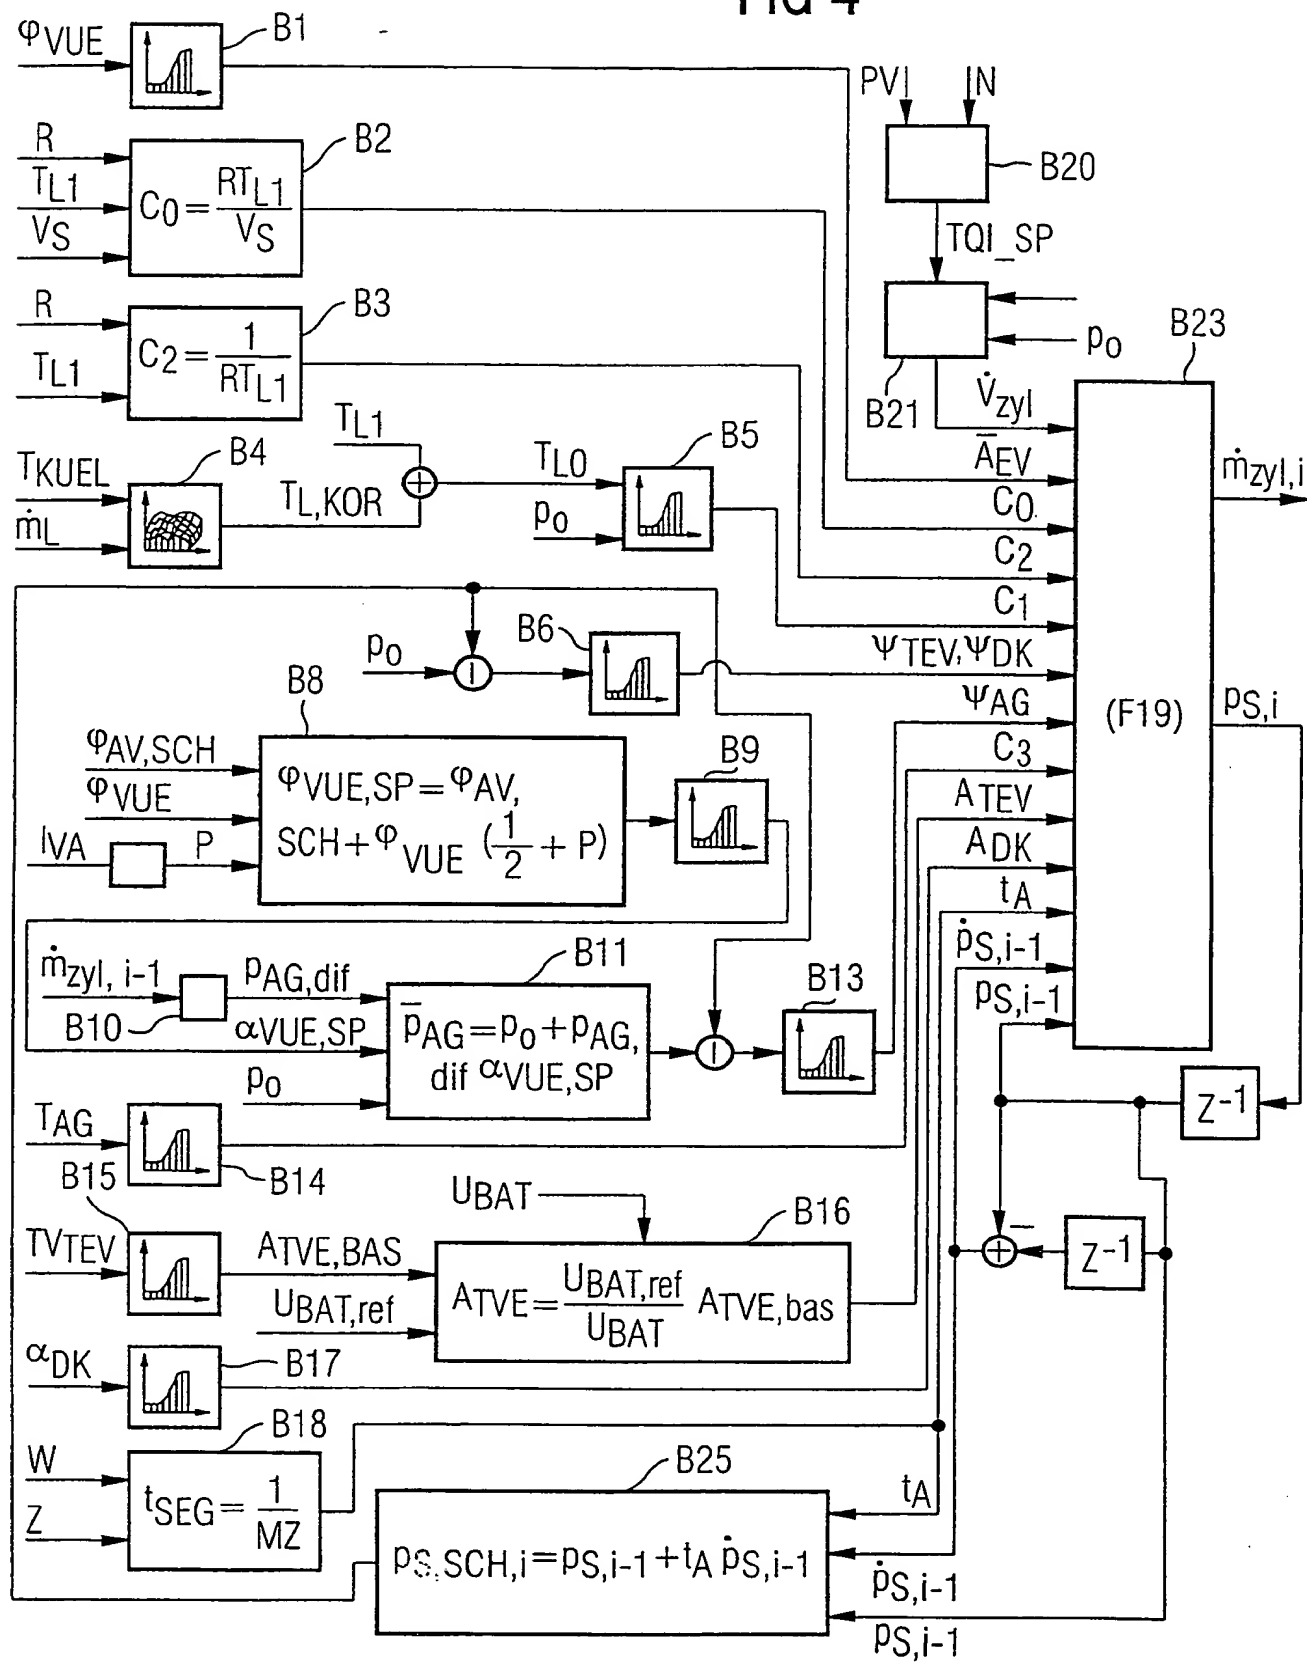 FIG 4
φVUE
B1
PV
N
B20
TQI_SP
R
TL1
VS
B2
C0 = RTL1 / VS
R
TL1
B3
C2 = 1 / RTL1
p0
B21
B23
V̇zyl
ĀEV
C0
C2
C1
ΨTEV, ΨDK
ΨAG
C3
ATEV
ADK
tA
ṗS,i-1
pS,i-1
(F19)
ṁzyl,i
pS,i
TKUEL
ṁL
B4
TL,KOR
TL1
TL0
p0
B5
p0
B6
B8
φAV,SCH
φVUE
IVA
P
φVUE,SP = φAV,
SCH + φVUE (1/2 + P)
B9
ṁzyl, i-1
B10
pAG,dif
αVUE,SP
p0
B11
p̄AG = p0 + pAG,
dif αVUE,SP
B13
TAG
B14
B15
TVTEV
ATVE,BAS
UBAT,ref
UBAT
B16
ATVE = UBAT,ref / UBAT ATVE,bas
Z-1
−
Z-1
αDK
B17
W
Z
B18
tSEG = 1 / MZ
B25
pS,SCH,i = pS,i-1 + tA ṗS,i-1
tA
ṗS,i-1
pS,i-1